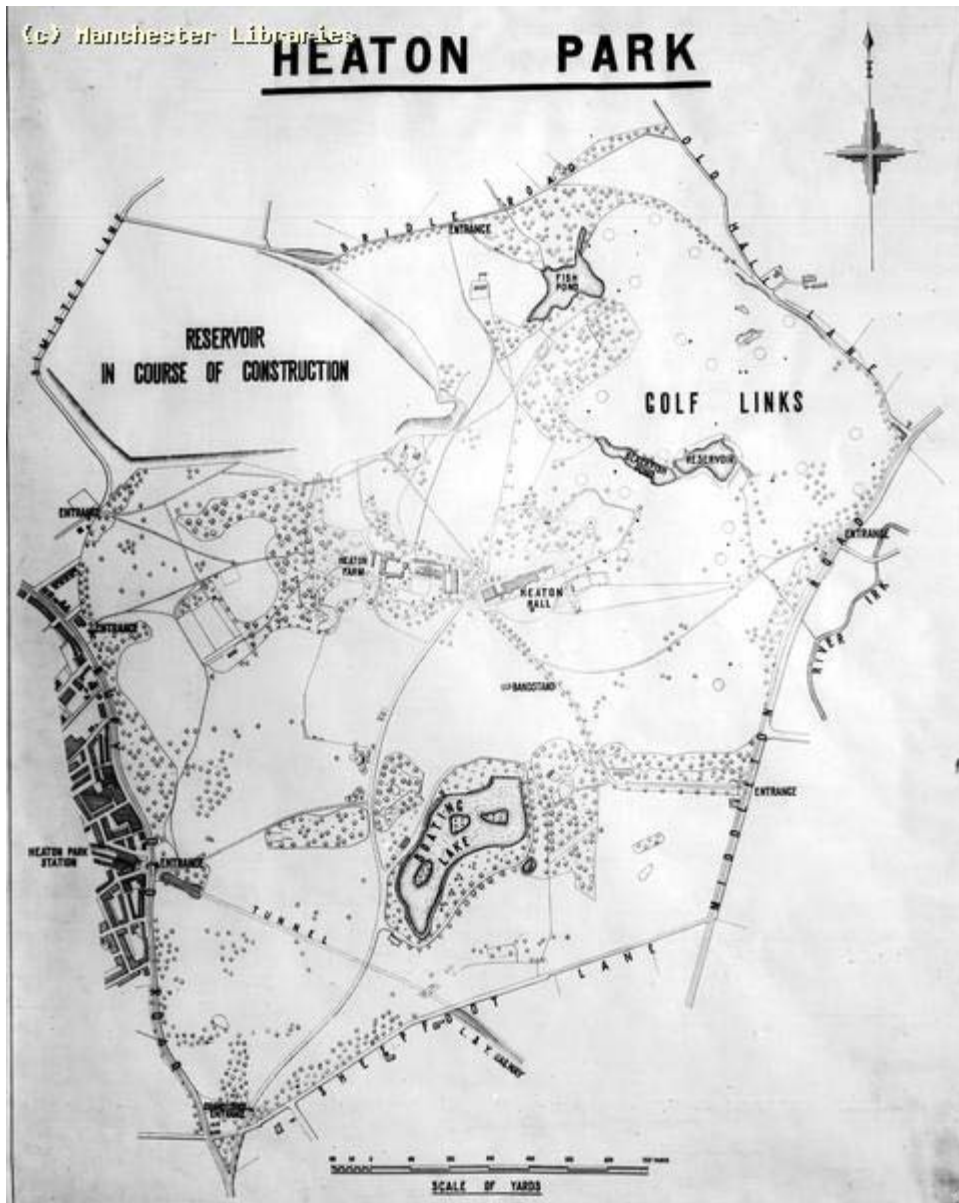 (c) Manchester Libraries
HEATON PARK
OLD HALL LANE
BRIDLE ROAD
ENTRANCE
FISH POND
RESERVOIR
IN COURSE OF CONSTRUCTION
GOLF LINKS
RESERVOIR
ENTRANCE
ENTRANCE
HEATON
FARM
HEATON
HALL
RIVER IRK
ENTRANCE
BANDSTAND
ENTRANCE
BOATING LAKE
HEATON PARK
STATION
ENTRANCE
TUNNEL
SHEEPFOOT LANE
L.&Y. RAILWAY
ENTRANCE
SCALE OF YARDS